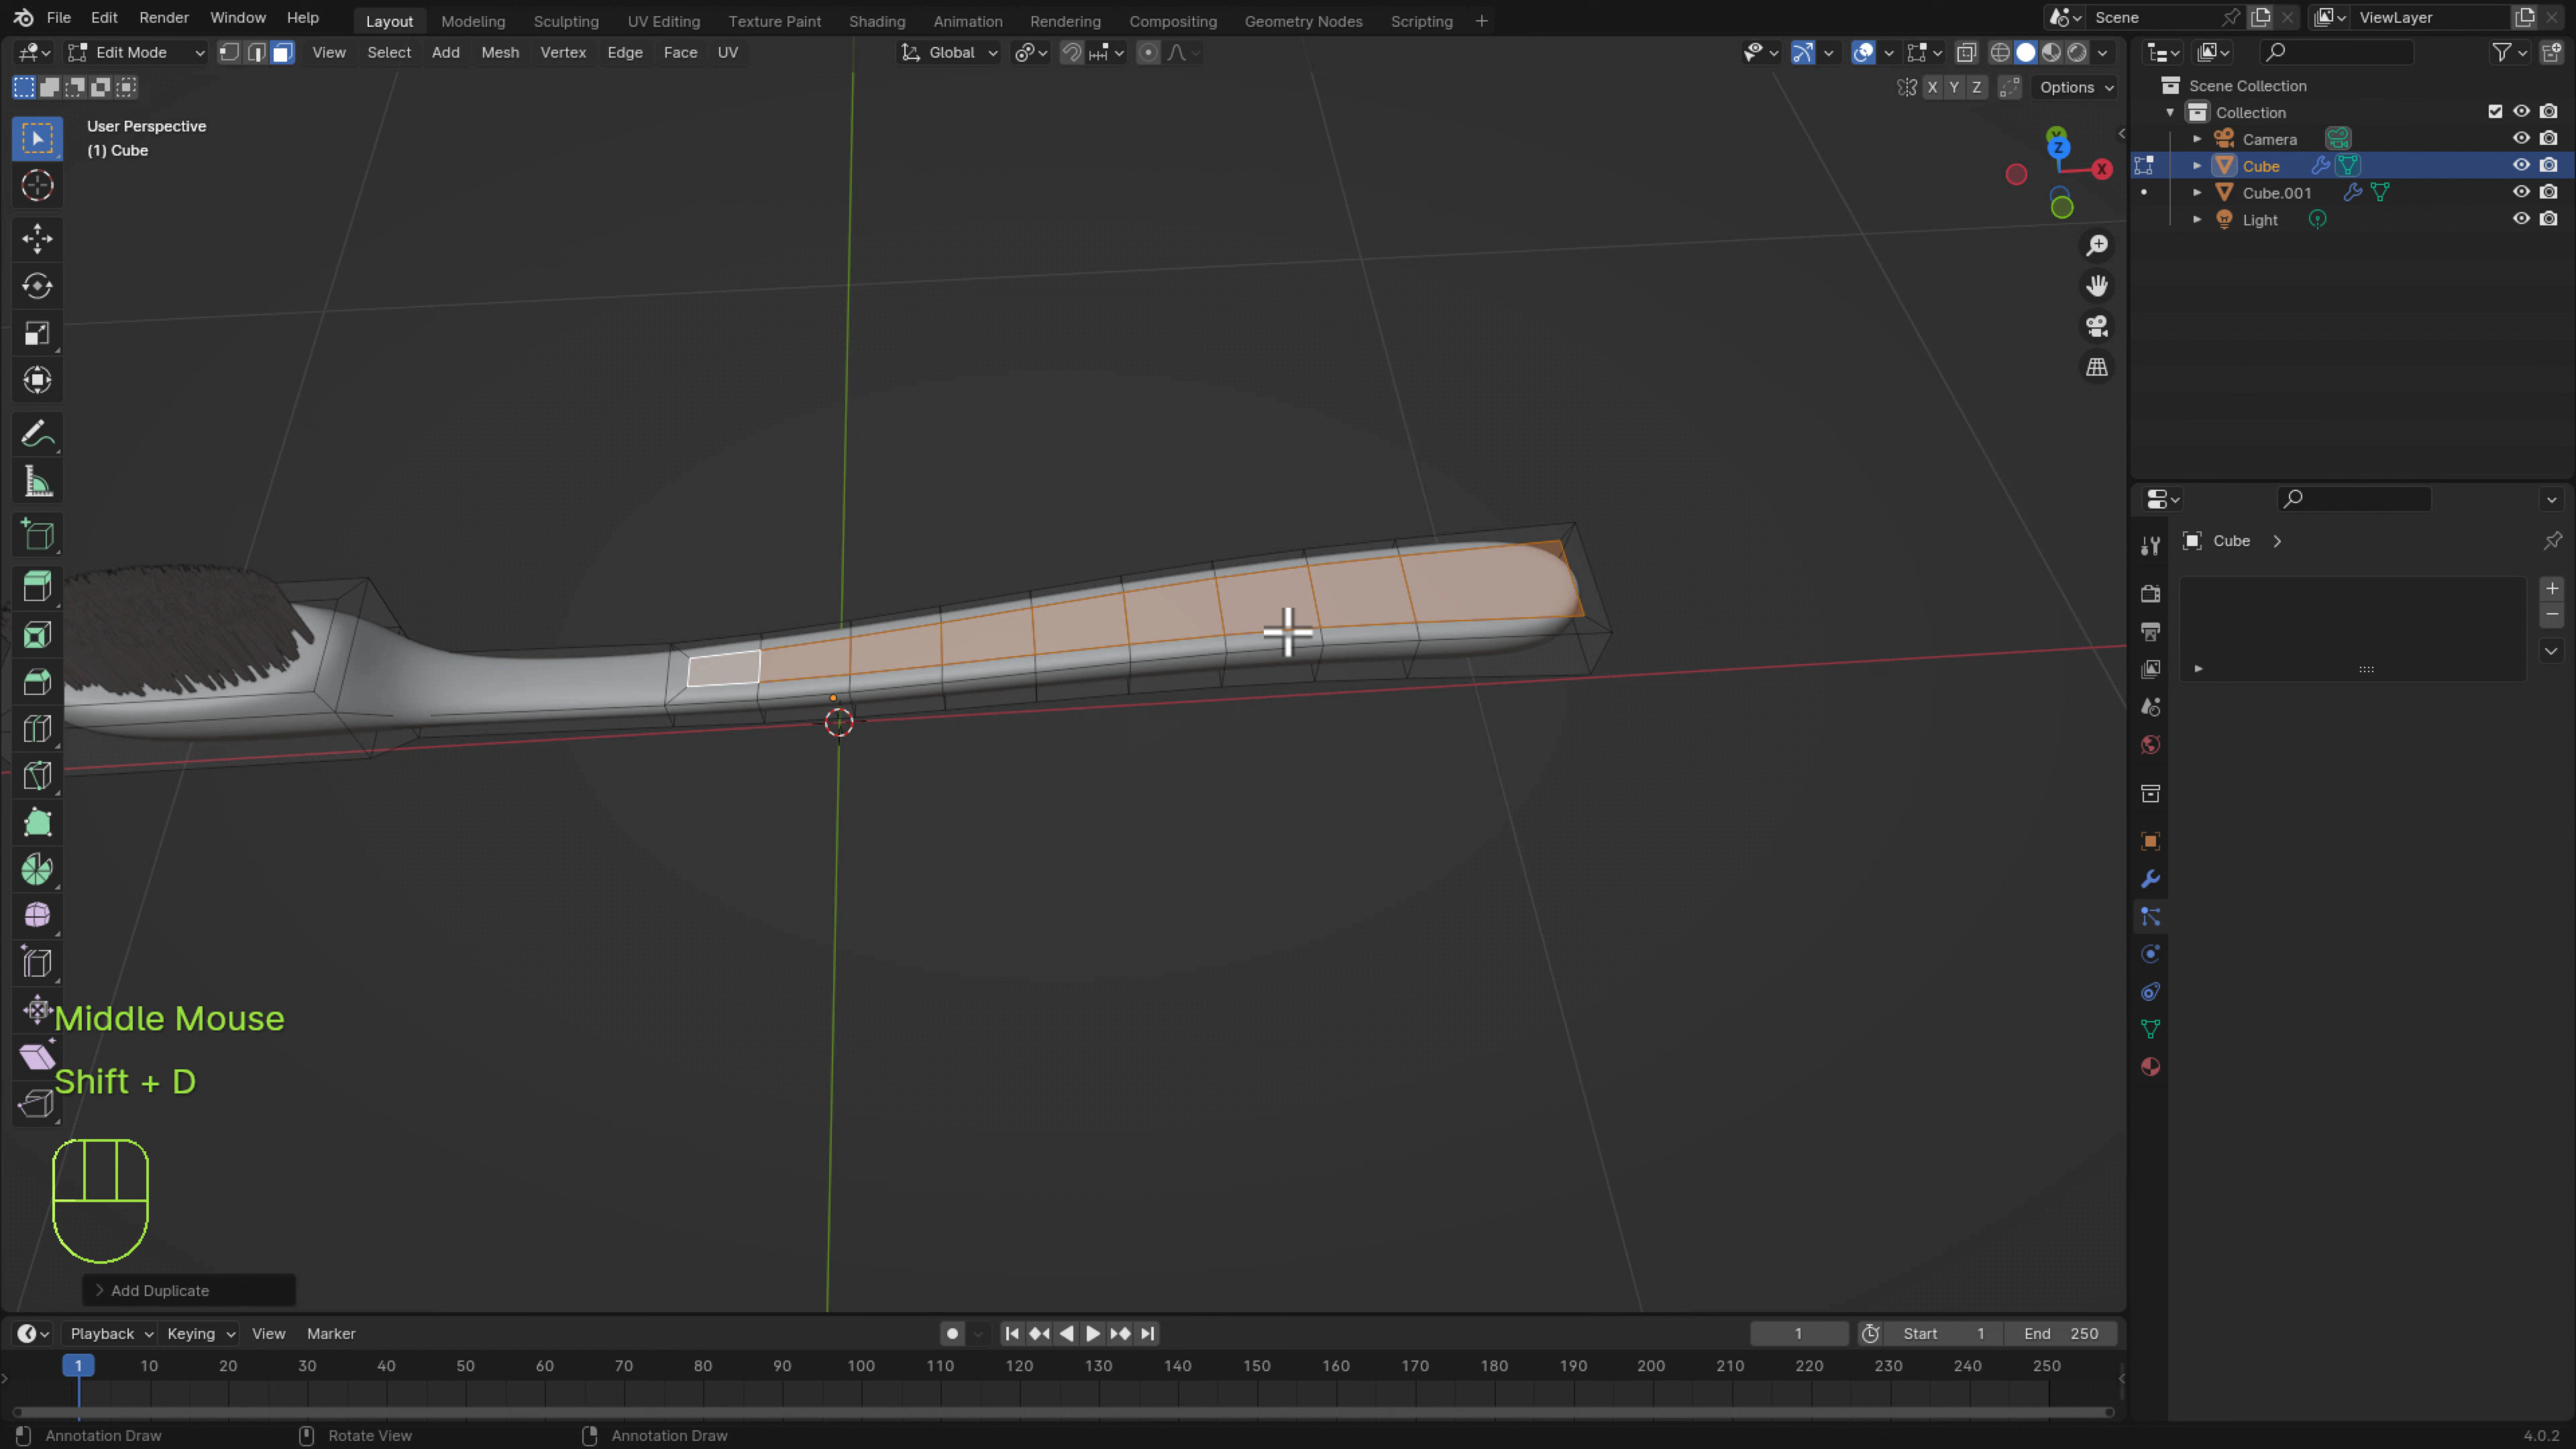 File Edit Render Window Help
Layout Modeling Sculpting UV Editing Texture Paint Shading Animation Rendering Compositing Geometry Nodes Scripting +
Scene
ViewLayer
Edit Mode View Select Add Mesh Vertex Edge Face UV
Global
X Y Z Options
User Perspective
(1) Cube
Y
Z
X
Scene Collection
Collection
Camera
Cube
Cube.001
Light
Cube
Middle Mouse
Shift + D
Add Duplicate
Playback Keying View Marker
1 Start 1 End 250
1 10 20 30 40 50 60 70 80 90 100 110 120 130 140 150 160 170 180 190 200 210 220 230 240 250
Annotation Draw Rotate View Annotation Draw 4.0.2